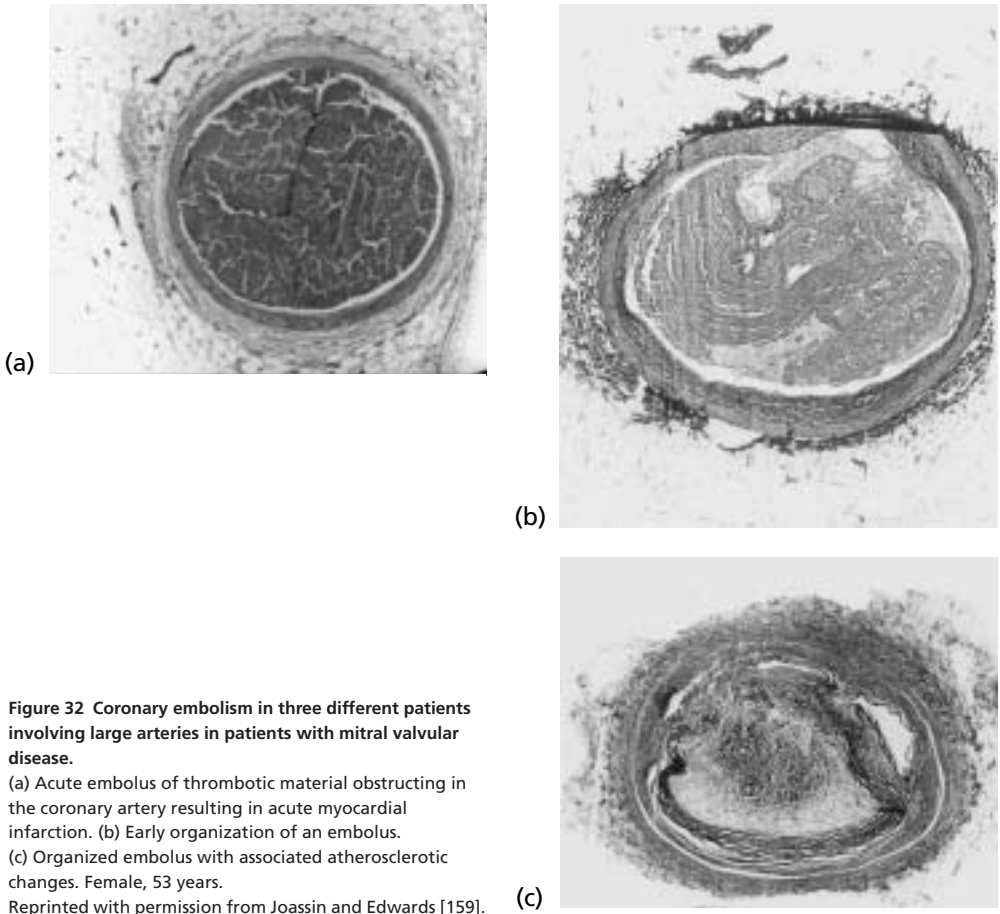 (a)
(b)
Figure 32 Coronary embolism in three different patients
involving large arteries in patients with mitral valvular
disease.
(a) Acute embolus of thrombotic material obstructing in
the coronary artery resulting in acute myocardial
infarction. (b) Early organization of an embolus.
(c) Organized embolus with associated atherosclerotic
changes. Female, 53 years.
Reprinted with permission from Joassin and Edwards [159].
(c)